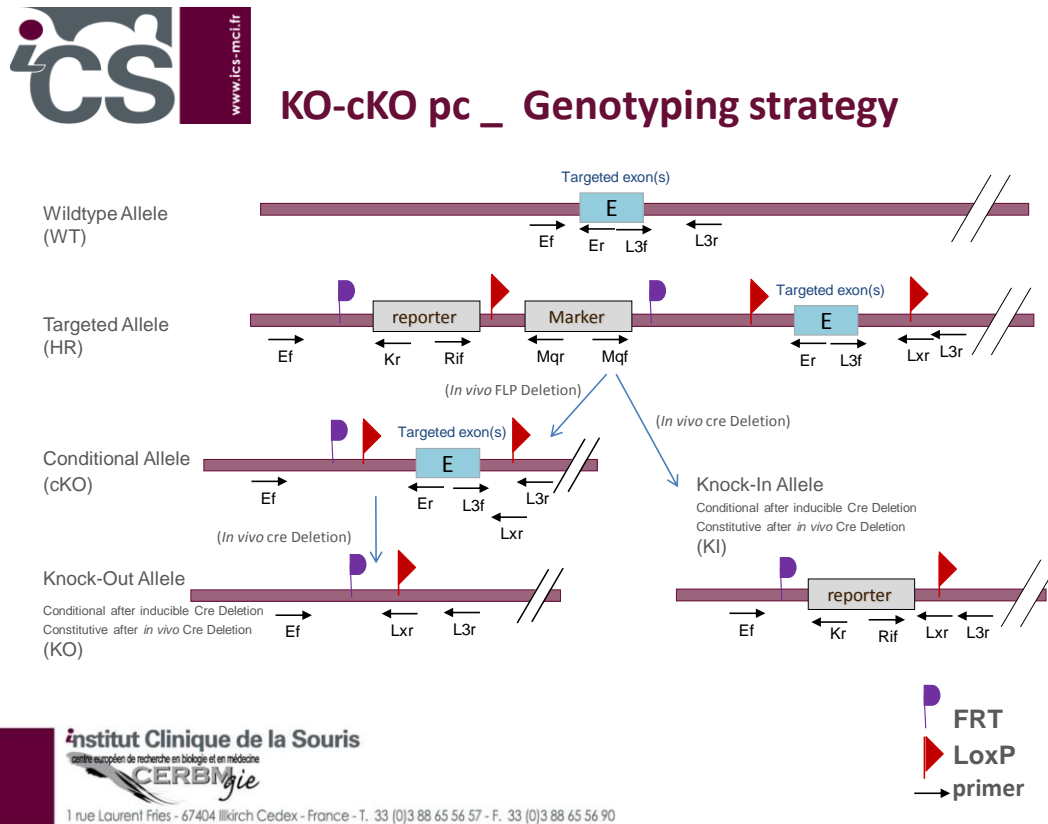 iCS
www.ics-mci.fr
KO-cKO pc _ Genotyping strategy
Targeted exon(s)
Wildtype Allele
(WT)
E
Ef
Er
L3f
L3r
Targeted Exon(s)
Targeted Allele
(HR)
reporter
Marker
E
Ef
Kr
Rif
Mqr
Mqf
Er
L3f
Lxr
L3r
(In vivo FLP Deletion)
(In vivo cre Deletion)
Conditional Allele
(cKO)
Targeted exon(s)
E
Ef
Er
L3f
L3r
Lxr
Knock-In Allele
Conditional after inducible Cre Deletion
Constitutive after in vivo Cre Deletion
(KI)
(In vivo cre Deletion)
Knock-Out Allele
Conditional after inducible Cre Deletion
Constitutive after in vivo Cre Deletion
(KO)
Ef
Lxr
L3r
reporter
Ef
Kr
Rif
Lxr
L3r
FRT
LoxP
primer
institut Clinique de la Souris
centre européen de recherche en biologie et en médecine
CERBM
gie
1 rue Laurent Fries - 67404 Illkirch Cedex - France - T. 33 (0)3 88 65 56 57 - F. 33 (0)3 88 65 56 90